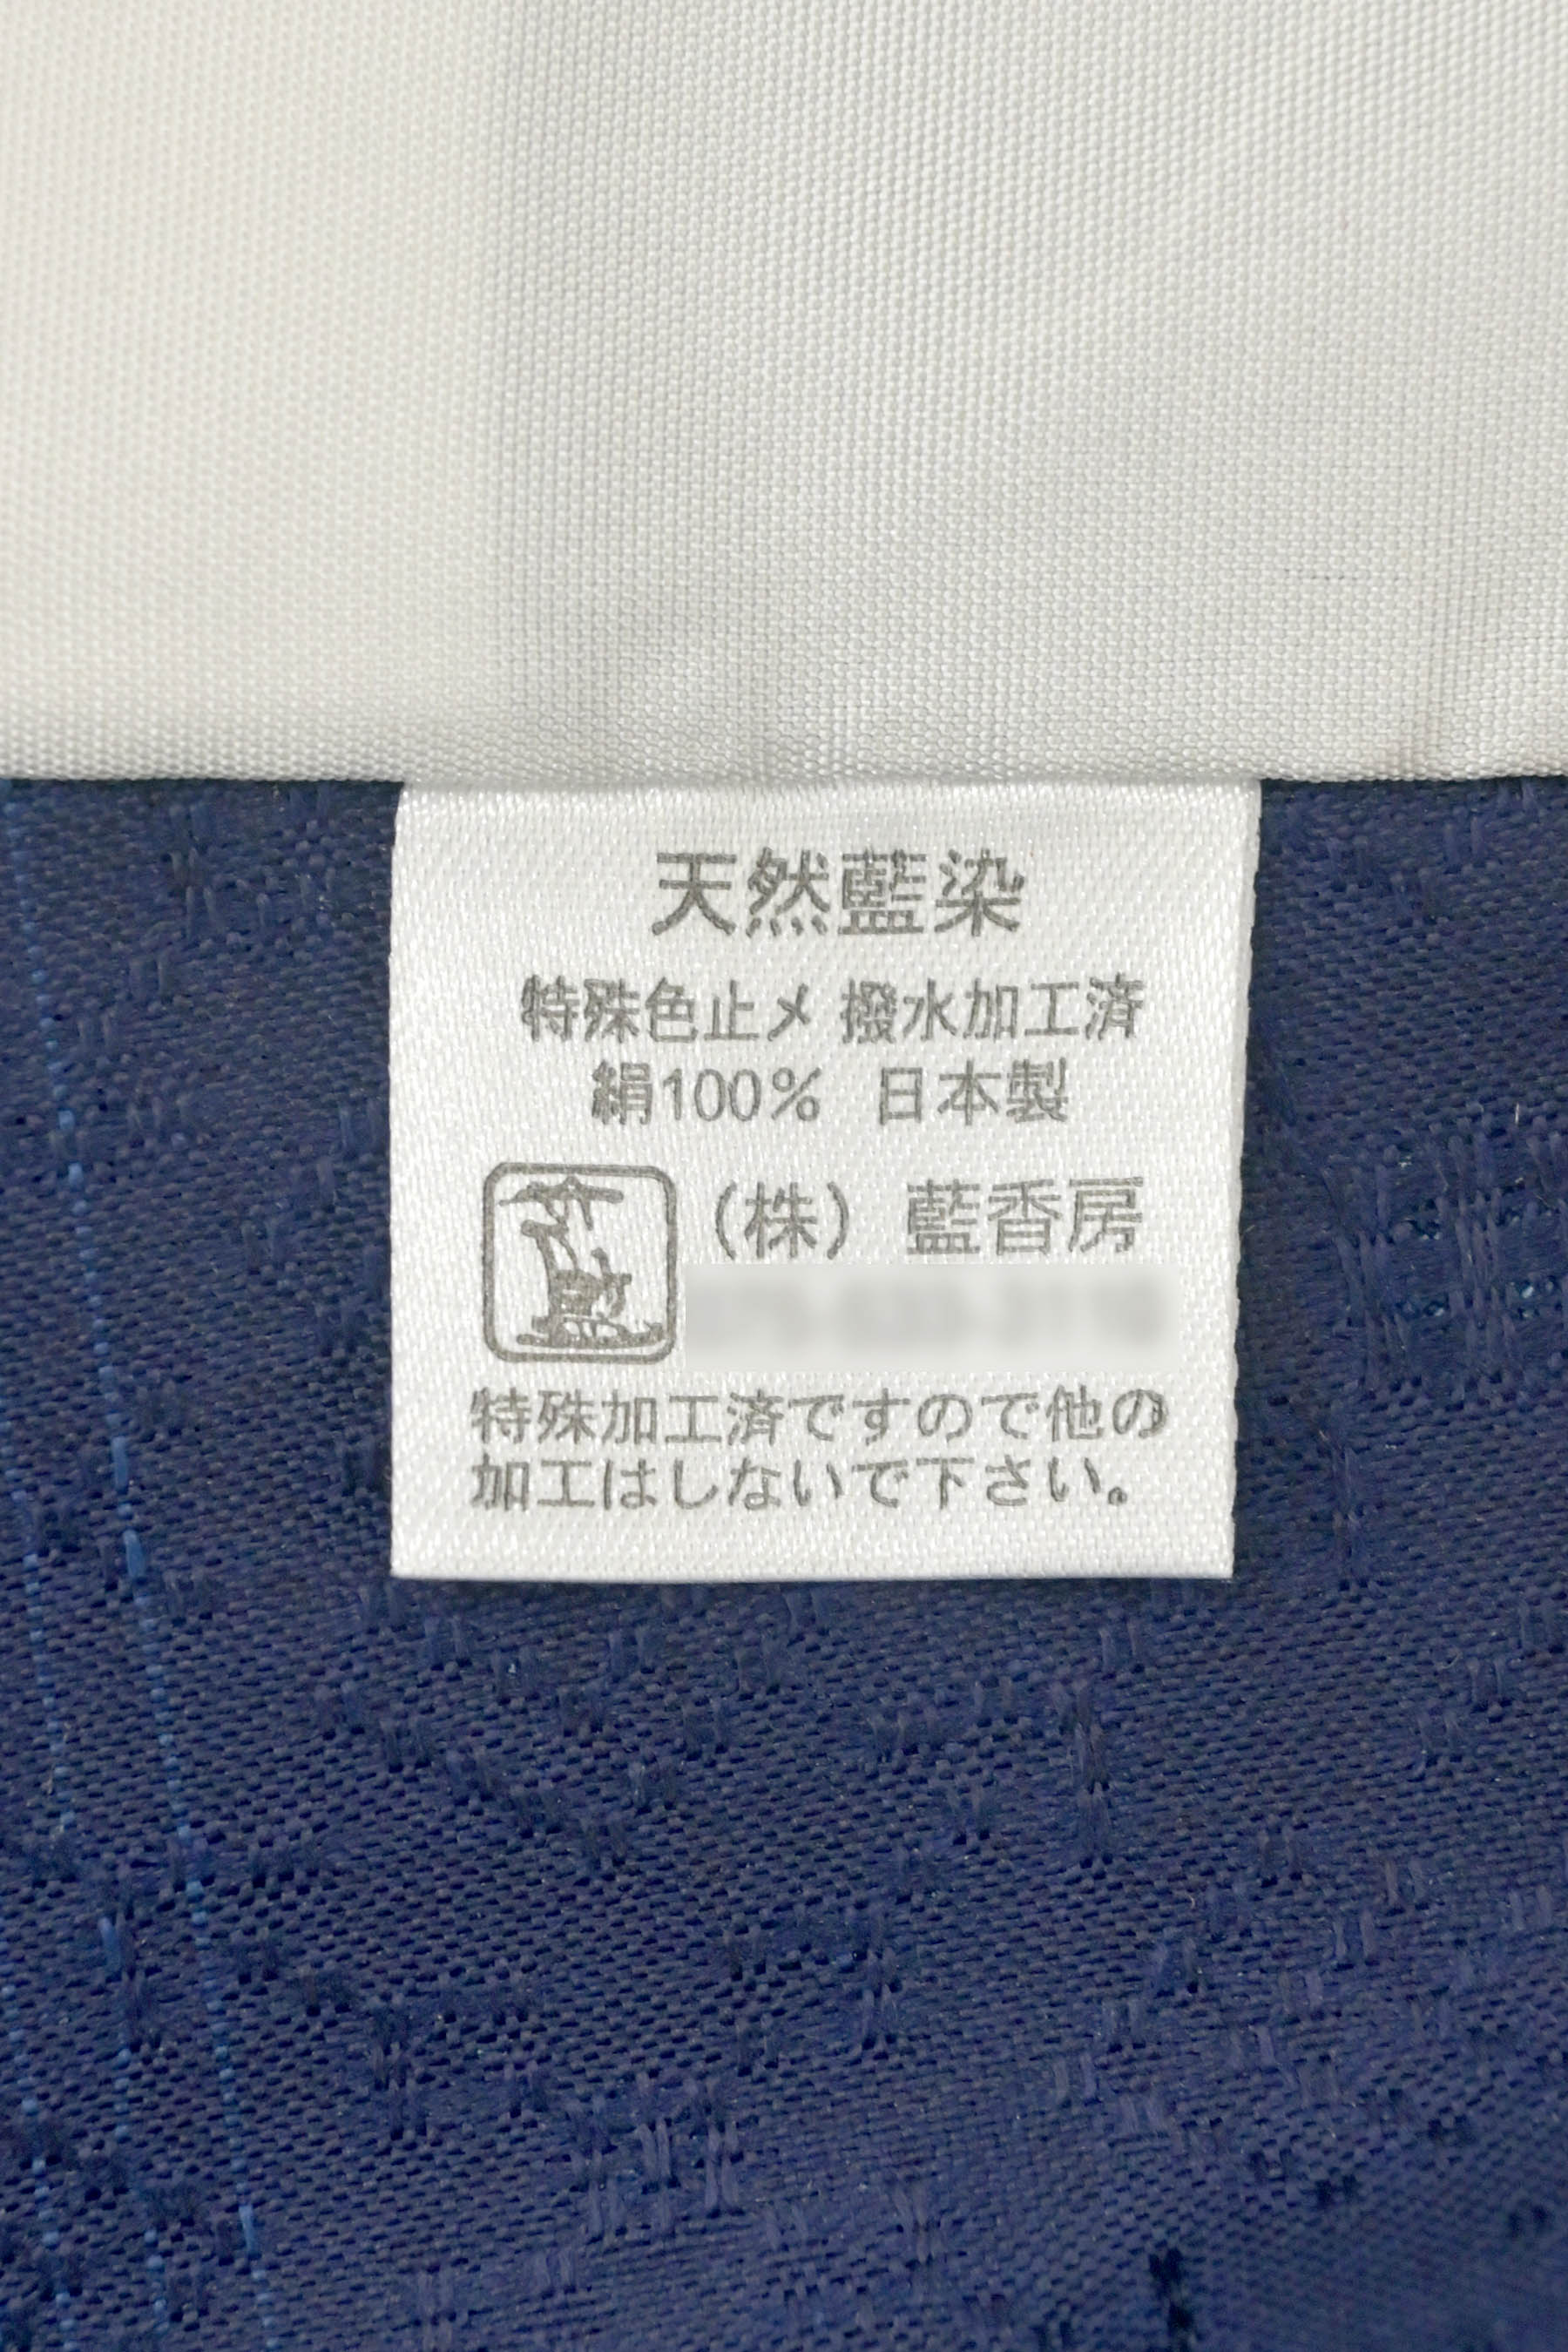 天然藍染
特殊色止メ 撥水加工済
絹100% 日本製
（株） 藍香房
特殊加工済ですので他の
加工はしないで下さい。